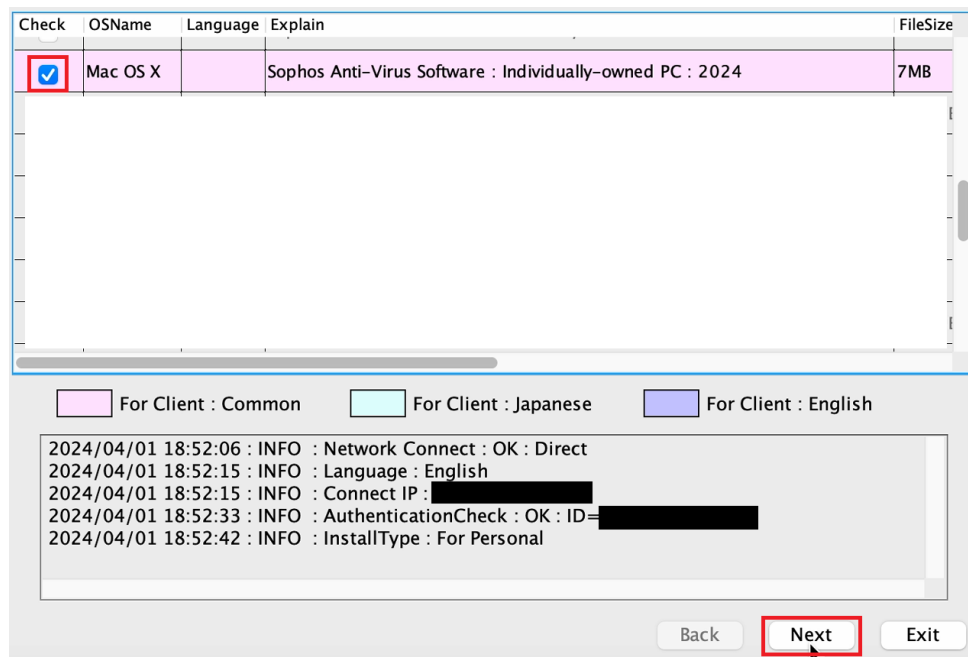 Check OSName Language Explain FileSize
Mac OS X Sophos Anti-Virus Software : Individually-owned PC : 2024 7MB
For Client : Common For Client : Japanese For Client : English
2024/04/01 18:52:06 : INFO : Network Connect : OK : Direct
2024/04/01 18:52:15 : INFO : Language : English
2024/04/01 18:52:15 : INFO : Connect IP :
2024/04/01 18:52:33 : INFO : AuthenticationCheck : OK : ID=
2024/04/01 18:52:42 : INFO : InstallType : For Personal
Back Next Exit